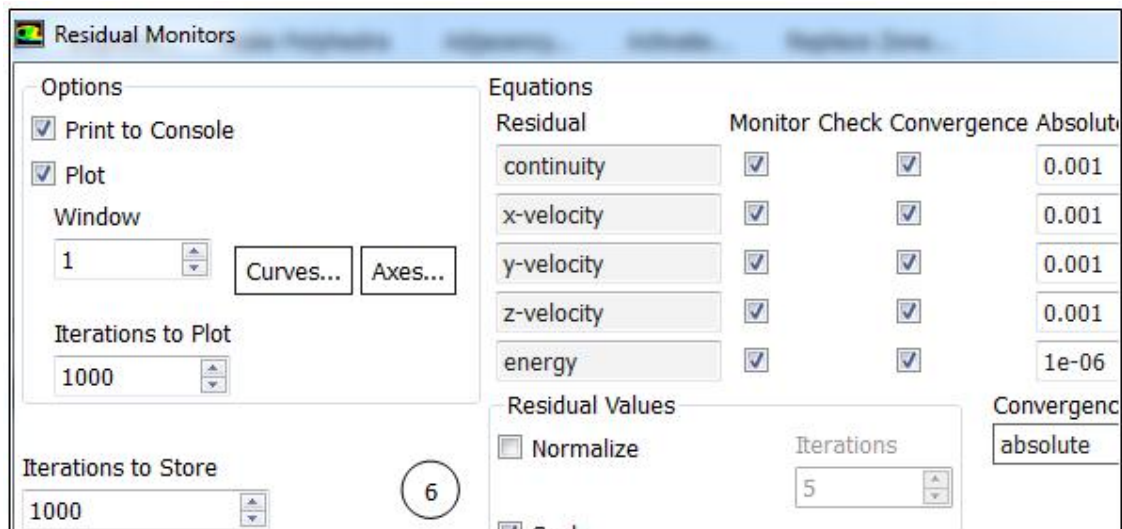 Residual Monitors
Options
Print to Console
Plot
Window
1
Curves...
Axes...
Iterations to Plot
1000
Iterations to Store
1000
6
Equations
Residual Monitor Check Convergence Absolut
continuity 0.001
x-velocity 0.001
y-velocity 0.001
z-velocity 0.001
energy 1e-06
Residual Values
Normalize
Iterations
5
Convergenc
absolute